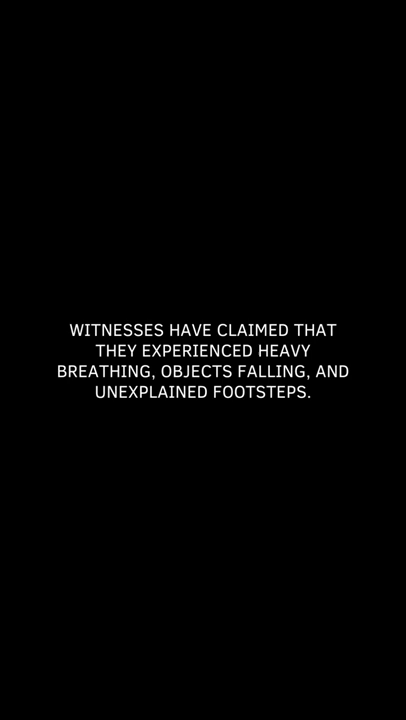 WITNESSES HAVE CLAIMED THAT
THEY EXPERIENCED HEAVY
BREATHING, OBJECTS FALLING, AND
UNEXPLAINED FOOTSTEPS.